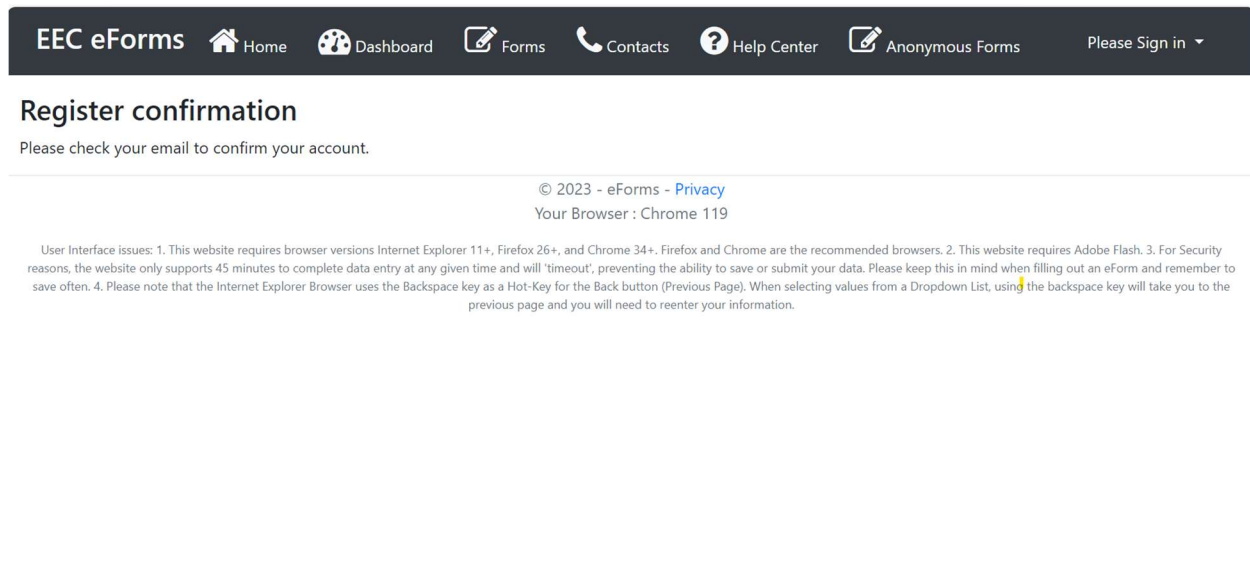 EEC eForms Home Dashboard Forms Contacts Help Center Anonymous Forms Please Sign in
Register confirmation
Please check your email to confirm your account.
© 2023 - eForms - Privacy
Your Browser : Chrome 119
User Interface issues: 1. This website requires browser versions Internet Explorer 11+, Firefox 26+, and Chrome 34+. Firefox and Chrome are the recommended browsers. 2. This website requires Adobe Flash. 3. For Security
reasons, the website only supports 45 minutes to complete data entry at any given time and will 'timeout', preventing the ability to save or submit your data. Please keep this in mind when filling out an eForm and remember to
save often. 4. Please note that the Internet Explorer Browser uses the Backspace key as a Hot-Key for the Back button (Previous Page). When selecting values from a Dropdown List, using the backspace key will take you to the
previous page and you will need to reenter your information.